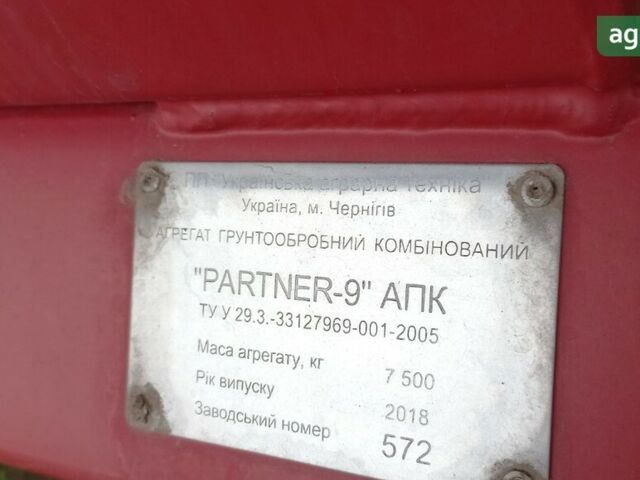 ag
ПП "Українська аграрна техніка"
Україна, м. Чернігів
АГРЕГАТ ГРУНТООБРОБНИЙ КОМБІНОВАНИЙ
"PARTNER-9" АПК
ТУ У 29.3.-33127969-001-2005
Маса агрегату, кг 7 500
Рік випуску 2018
Заводський номер 572